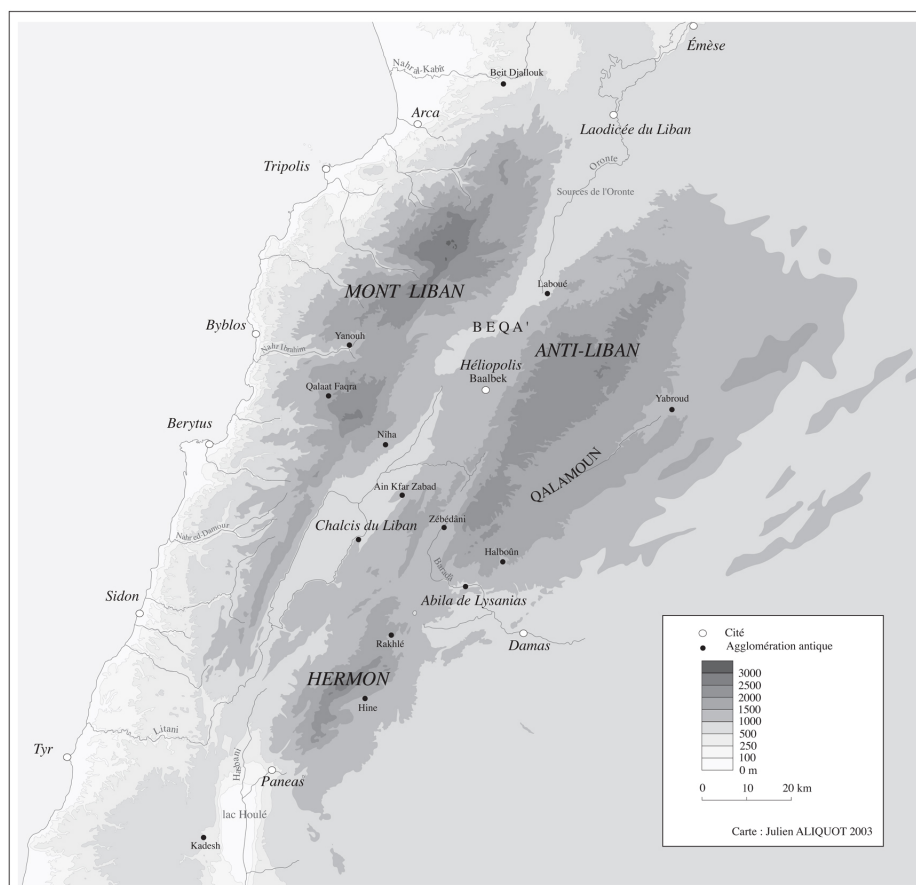 Émèse
Nahr al-Kabîr
Beit Djallouk
Arca
Laodicée du Liban
Tripolis
Oronte
Sources de l'Oronte
MONT LIBAN
Laboué
BEQA'
Byblos
Yanouh
Nahr Ibrahim
ANTI-LIBAN
Héliopolis
Baalbek
Qalaat Faqra
Yabroud
Berytus
Niha
QALAMOUN
Ain Kfar Zabad
Chalcis du Liban
Zébédâni
Nahr ed-Damour
Halboûn
Barada
Abila de Lysanias
Sidon
Rakhlé
Damas
HERMON
Hine
Litani
Tyr
Hasbani
Paneas
lac Houlé
Kadesh
Cité
Agglomération antique
3000
2500
2000
1500
1000
500
250
100
0 m
0 10 20 km
Carte : Julien ALIQUOT 2003